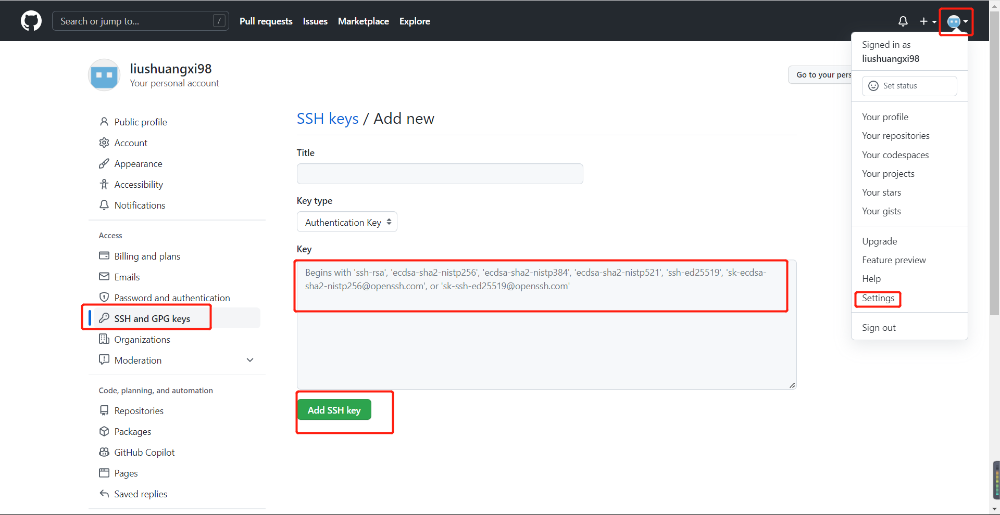 Search or jump to... /
Pull requests
Issues
Marketplace
Explore
Signed in as
liushuangxi98
Set status
Your profile
Your repositories
Your codespaces
Your projects
Your stars
Your gists
Upgrade
Feature preview
Help
Settings
Sign out
liushuangxi98
Your personal account
Go to your pers
Public profile
Account
Appearance
Accessibility
Notifications
Access
Billing and plans
Emails
Password and authentication
SSH and GPG keys
Organizations
Moderation
Code, planning, and automation
Repositories
Packages
GitHub Copilot
Pages
Saved replies
SSH keys / Add new
Title
Key type
Authentication Key
Key
Begins with 'ssh-rsa', 'ecdsa-sha2-nistp256', 'ecdsa-sha2-nistp384', 'ecdsa-sha2-nistp521', 'ssh-ed25519', 'sk-ecdsa-
sha2-nistp256@openssh.com', or 'sk-ssh-ed25519@openssh.com'
Add SSH key